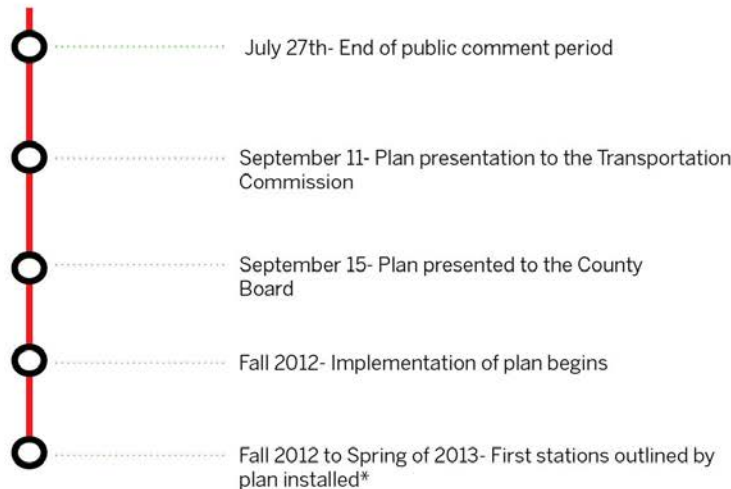 July 27th- End of public comment period
September 11- Plan presentation to the Transportation
Commission
September 15- Plan presented to the County
Board
Fall 2012- Implementation of plan begins
Fall 2012 to Spring of 2013- First stations outlined by
plan installed*